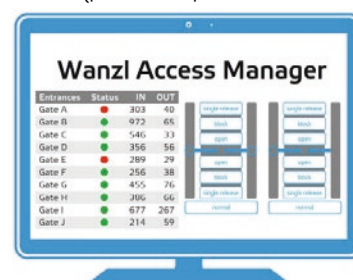 Wanzl Access Manager
Entrances Status IN OUT
Gate A 303 40
Gate B 972 65
Gate C 546 33
Gate D 356 56
Gate E 289 29
Gate F 256 38
Gate G 455 76
Gate H 306 66
Gate I 677 267
Gate J 214 59
single release single release
block block
open open
open open
block block
single release single release
normal normal